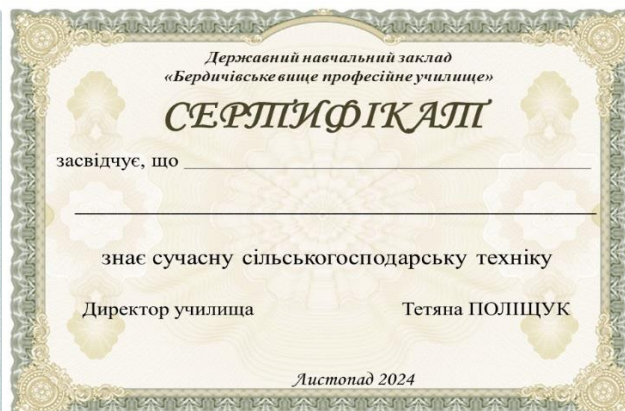 Державний навчальний заклад
«Бердичівське вище професійне училище»
СЕРТИФІКАТ
засвідчує, що
знає сучасну сільськогосподарську техніку
Директор училища Тетяна ПОЛІЩУК
Листопад 2024